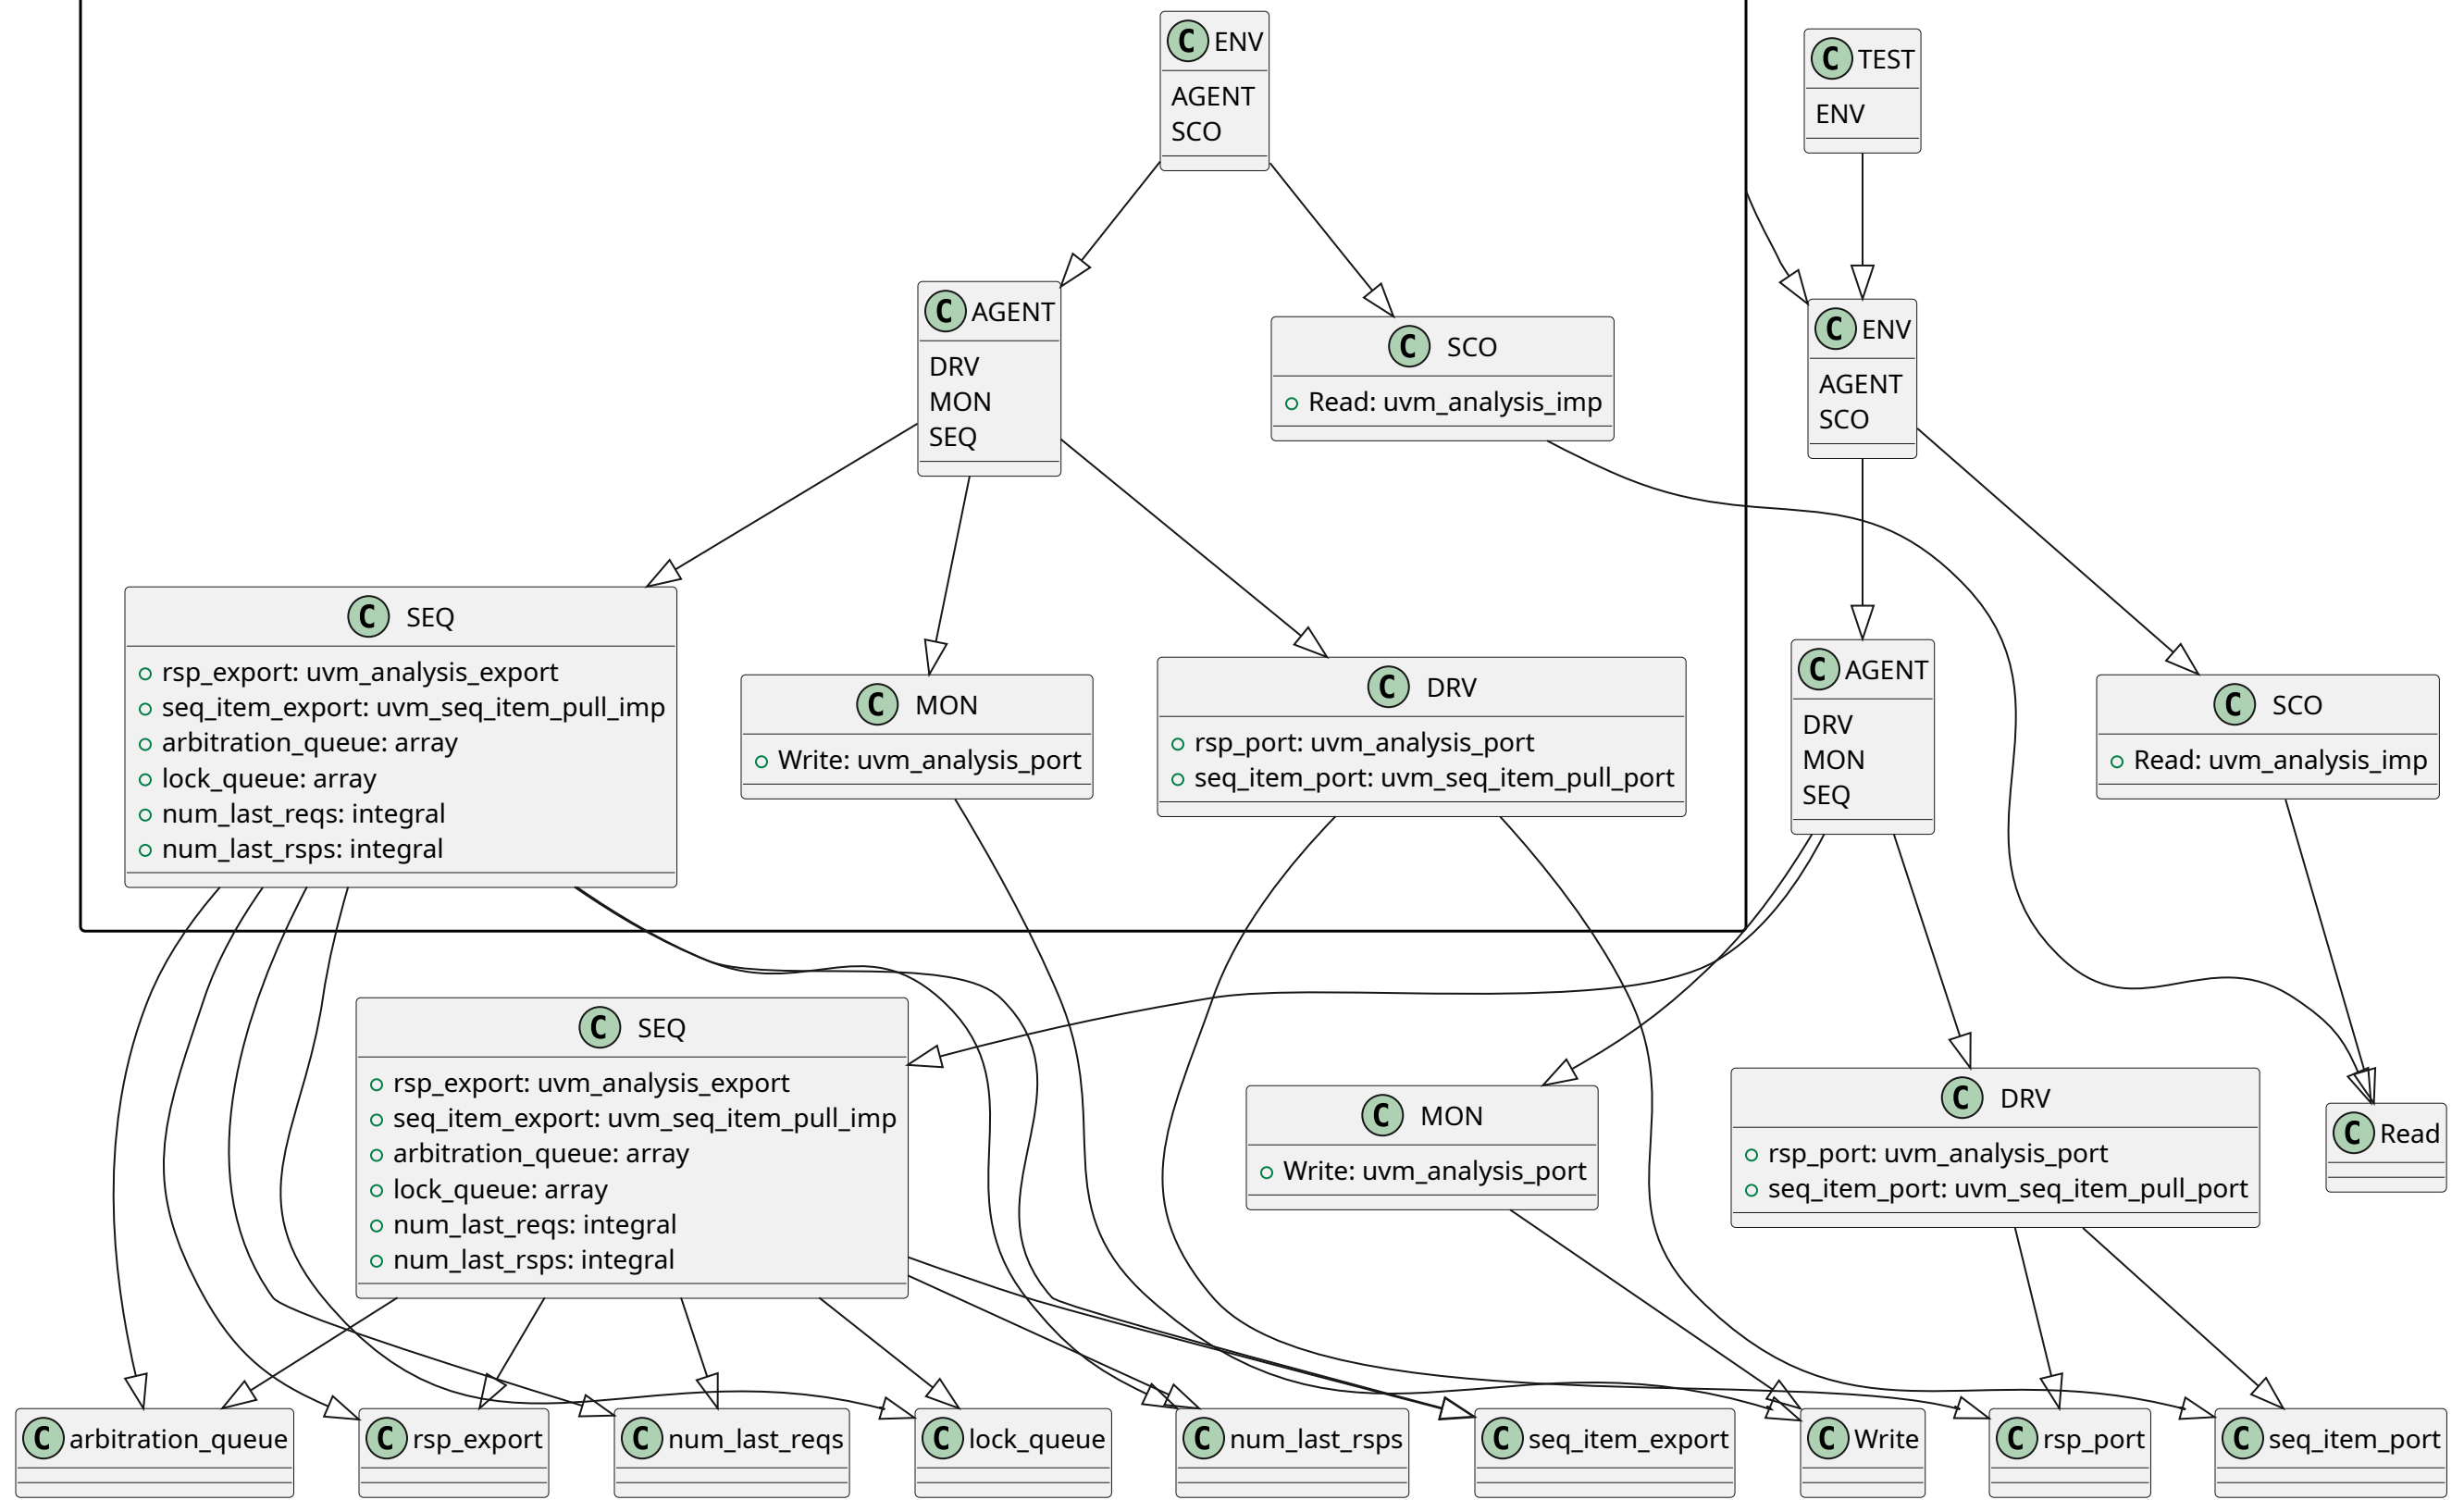 C ENV
AGENT
SCO
C TEST
ENV
C AGENT
DRV
MON
SEQ
C SCO
Read: uvm_analysis_imp
C ENV
AGENT
SCO
C SEQ
rsp_export: uvm_analysis_export
seq_item_export: uvm_seq_item_pull_imp
arbitration_queue: array
lock_queue: array
num_last_reqs: integral
num_last_rsps: integral
C MON
Write: uvm_analysis_port
C DRV
rsp_port: uvm_analysis_port
seq_item_port: uvm_seq_item_pull_port
C AGENT
DRV
MON
SEQ
C SCO
Read: uvm_analysis_imp
C SEQ
rsp_export: uvm_analysis_export
seq_item_export: uvm_seq_item_pull_imp
arbitration_queue: array
lock_queue: array
num_last_reqs: integral
num_last_rsps: integral
C MON
Write: uvm_analysis_port
C DRV
rsp_port: uvm_analysis_port
seq_item_port: uvm_seq_item_pull_port
C Read
C arbitration_queue
C rsp_export
C num_last_reqs
C lock_queue
C num_last_rsps
C seq_item_export
C Write
C rsp_port
C seq_item_port